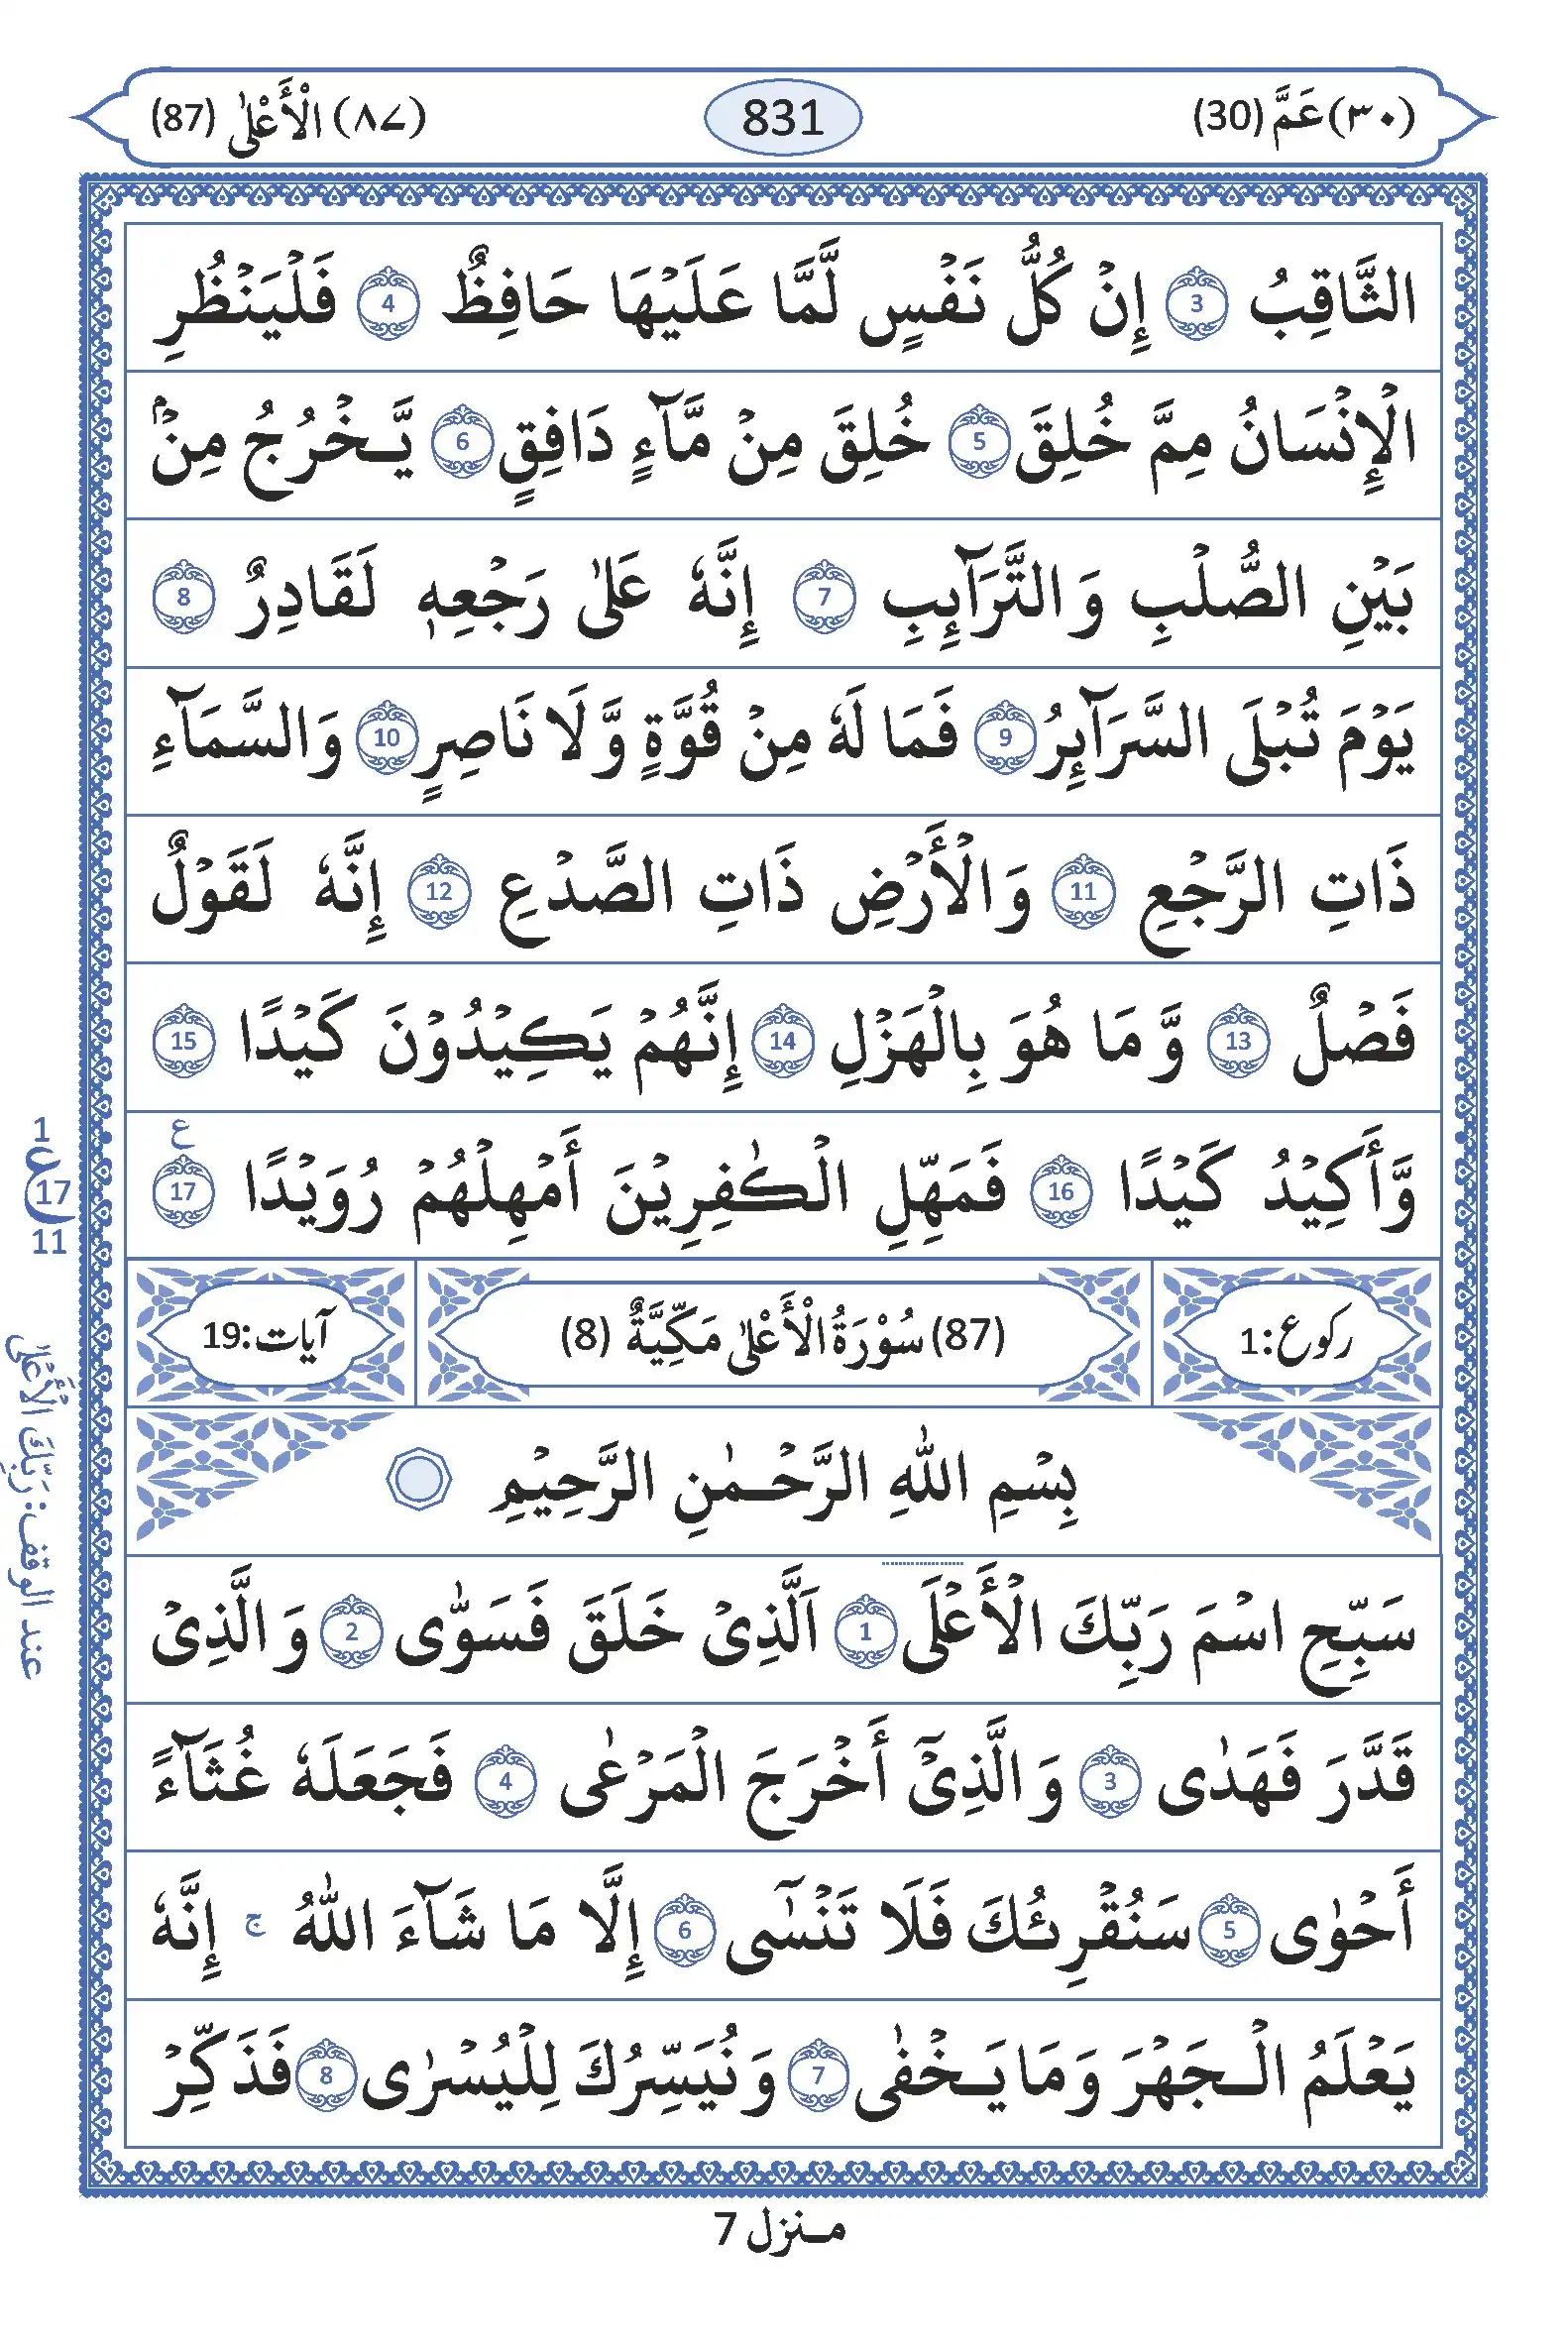 (٣٠) عَمَّ (30)
831
(٨٧) الْأَعْلٰى (87)
الثَّاقِبُ 3 إِنْ كُلُّ نَفْسٍ لَّمَّا عَلَيْهَا حَافِظٌ 4 فَلْيَنْظُرِ
الْإِنْسَانُ مِمَّ خُلِقَ 5 خُلِقَ مِنْ مَّآءٍ دَافِقٍ 6 يَّخْرُجُ مِنْۢ
بَيْنِ الصُّلْبِ وَالتَّرَآئِبِ 7 إِنَّهٗ عَلٰى رَجْعِهٖ لَقَادِرٌ 8
يَوْمَ تُبْلَى السَّرَآئِرُ 9 فَمَا لَهٗ مِنْ قُوَّةٍ وَّلَا نَاصِرٍ 10 وَالسَّمَآءِ
ذَاتِ الرَّجْعِ 11 وَالْأَرْضِ ذَاتِ الصَّدْعِ 12 إِنَّهٗ لَقَوْلٌ
فَصْلٌ 13 وَّمَا هُوَ بِالْهَزْلِ 14 إِنَّهُمْ يَكِيْدُوْنَ كَيْدًا 15
وَّأَكِيْدُ كَيْدًا 16 فَمَهِّلِ الْكٰفِرِيْنَ أَمْهِلْهُمْ رُوَيْدًا 17 ع
1
ع 17
11
رکوع:1
(87) سُوْرَةُ الْأَعْلٰى مَكِّيَّةٌ (8)
آیات:19
بِسْمِ اللّٰهِ الرَّحْمٰنِ الرَّحِيْمِ
سَبِّحِ اسْمَ رَبِّكَ الْأَعْلَى 1 اَلَّذِيْ خَلَقَ فَسَوّٰى 2 وَالَّذِيْ
قَدَّرَ فَهَدٰى 3 وَالَّذِيْٓ أَخْرَجَ الْمَرْعٰى 4 فَجَعَلَهٗ غُثَآءً
أَحْوٰى 5 سَنُقْرِئُكَ فَلَا تَنْسٰٓى 6 إِلَّا مَا شَآءَ اللّٰهُ ج إِنَّهٗ
يَعْلَمُ الْجَهْرَ وَمَا يَخْفٰى 7 وَنُيَسِّرُكَ لِلْيُسْرٰى 8 فَذَكِّرْ
عند الوقف: رَبِّكَ الْأَعْلٰى
منزل 7